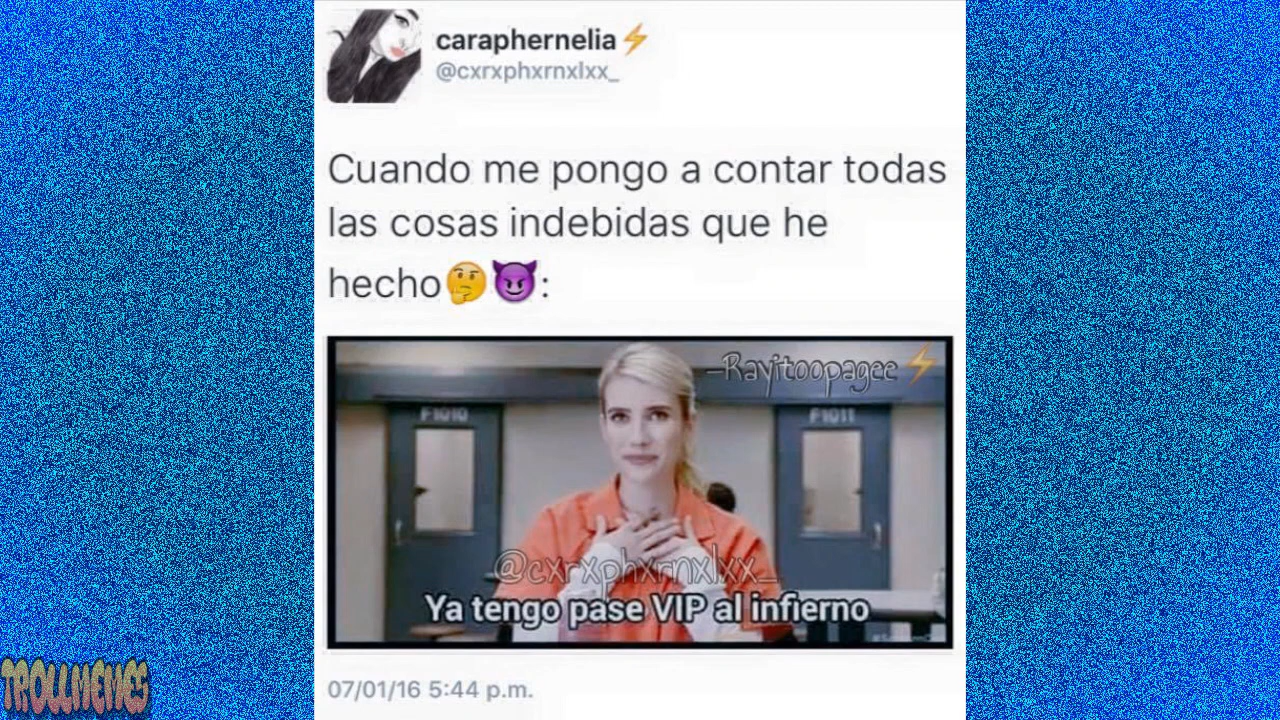 caraphernelia⚡
@cxrxphxrnxlxx_
Cuando me pongo a contar todas
las cosas indebidas que he
hecho🤔😈:
–Rayitoopagee⚡
F1010
F1011
@cxrxphxrnxlxx_
Ya tengo pase VIP al infierno
07/01/16 5:44 p.m.
TROLLMEMES